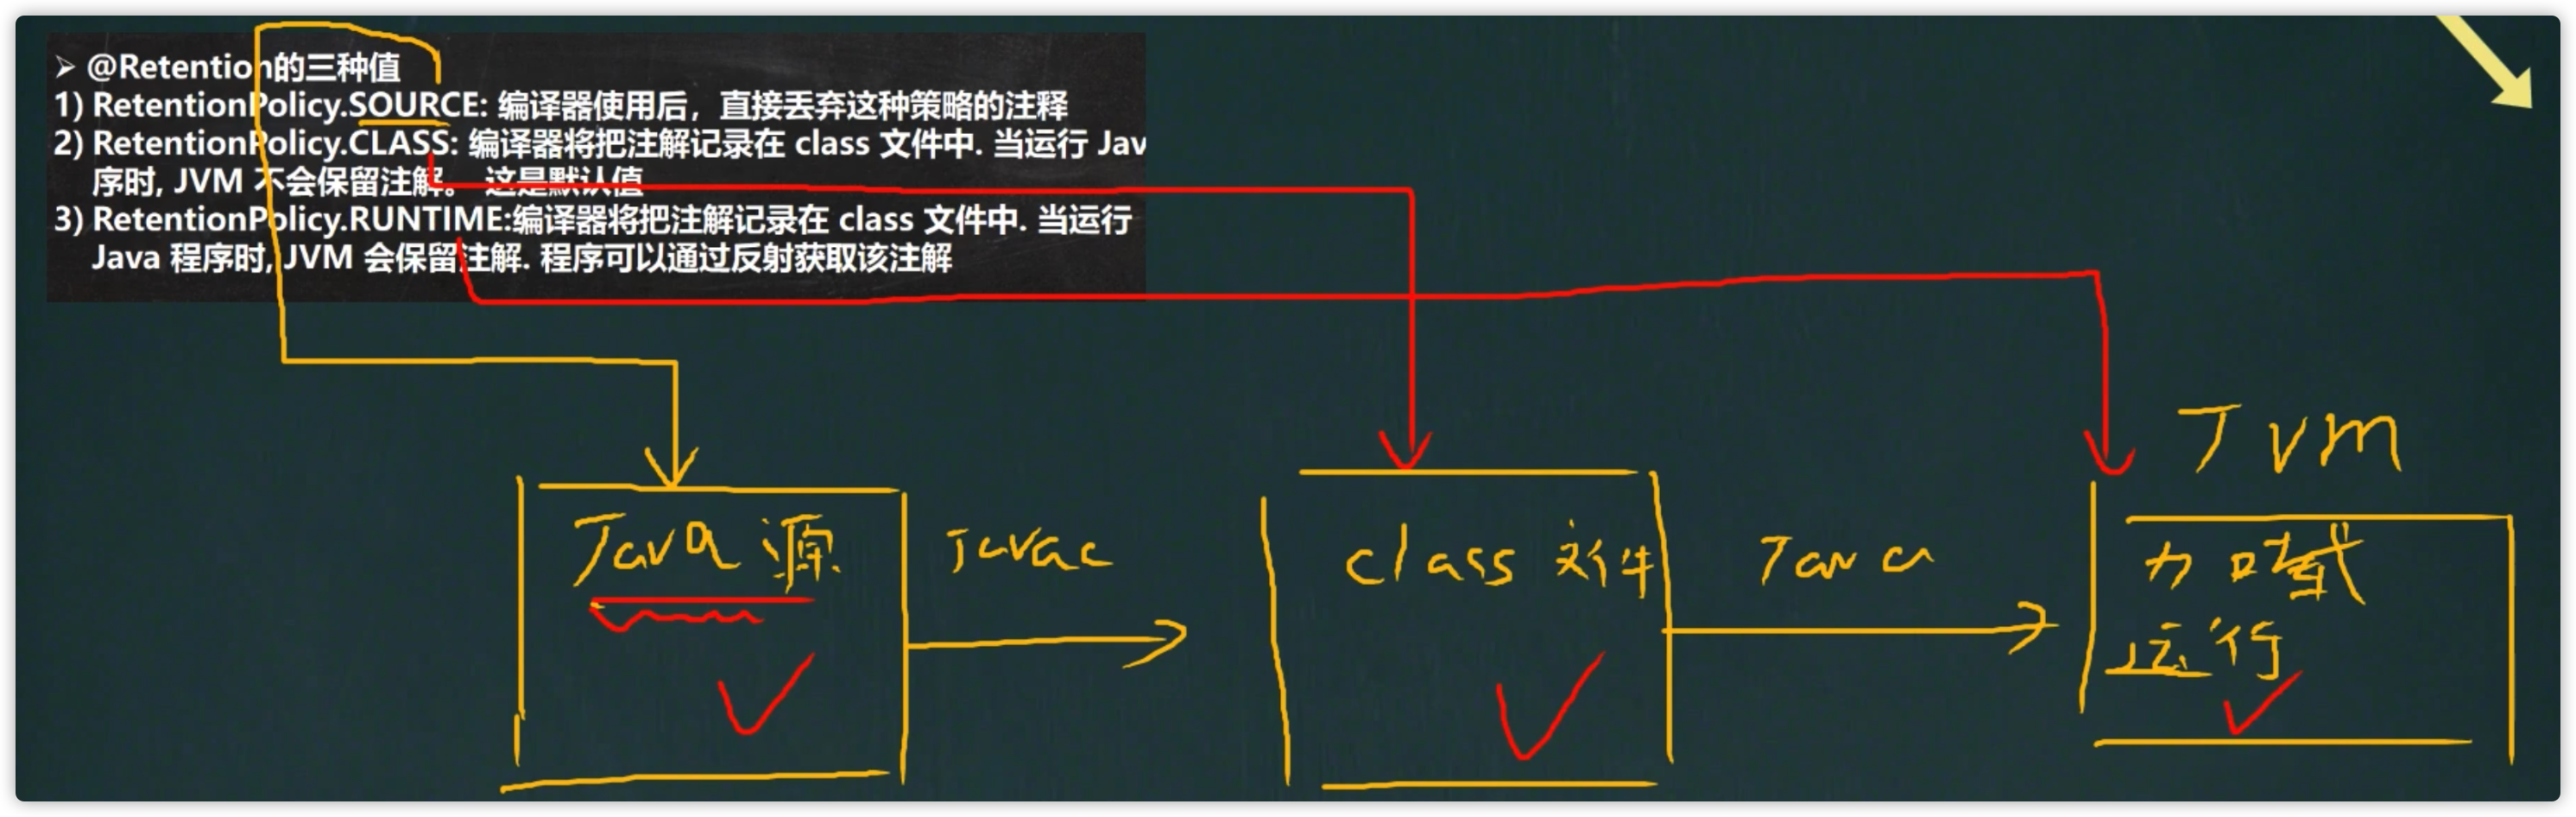 ➢ @Retention的三种值
1) RetentionPolicy.SOURCE: 编译器使用后，直接丢弃这种策略的注释
2) RetentionPolicy.CLASS: 编译器将把注解记录在 class 文件中. 当运行 Jav
序时, JVM 不会保留注解。 这是默认值
3) RetentionPolicy.RUNTIME:编译器将把注解记录在 class 文件中. 当运行
Java 程序时, JVM 会保留注解. 程序可以通过反射获取该注解
Jvm
Java 源
Javac
class 文件
Java
加载
运行